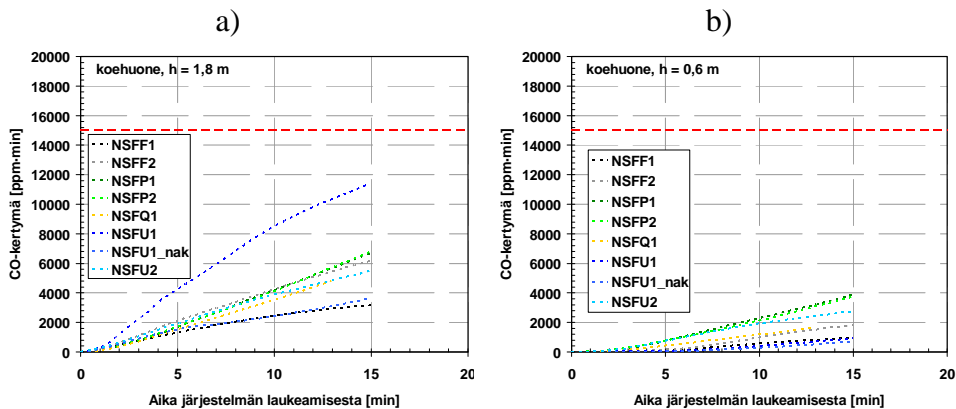 a)
20000
18000
16000
14000
12000
10000
8000
6000
4000
2000
0
CO-kertymä [ppm·min]
koehuone, h = 1,8 m
NSFF1
NSFF2
NSFP1
NSFP2
NSFQ1
NSFU1
NSFU1_nak
NSFU2
0 5 10 15 20
Aika järjestelmän laukeamisesta [min]
b)
20000
18000
16000
14000
12000
10000
8000
6000
4000
2000
0
CO-kertymä [ppm·min]
koehuone, h = 0,6 m
NSFF1
NSFF2
NSFP1
NSFP2
NSFQ1
NSFU1
NSFU1_nak
NSFU2
0 5 10 15 20
Aika järjestelmän laukeamisesta [min]